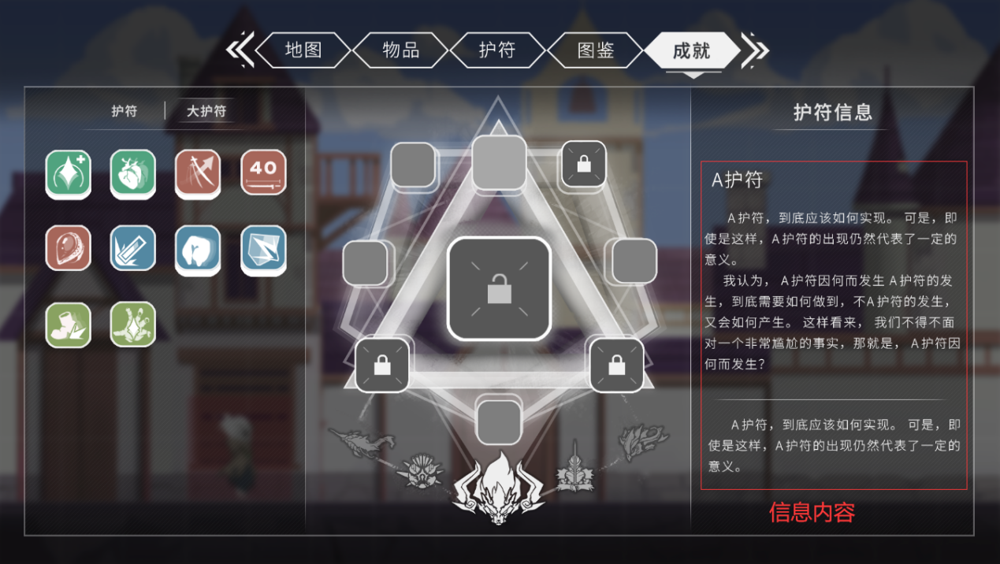 地图
物品
护符
图鉴
成就
护符
大护符
40
护符信息
A护符
A护符，到底应该如何实现。 可是，即
使是这样，A护符的出现仍然代表了一定的
意义。
我认为， A护符因何而发生 A护符的发
生，到底需要如何做到，不A护符的发生，
又会如何产生。 这样看来， 我们不得不面
对一个非常尴尬的事实，那就是， A护符因
何而发生？
A护符，到底应该如何实现。 可是，即
使是这样，A护符的出现仍然代表了一定的
意义。
信息内容